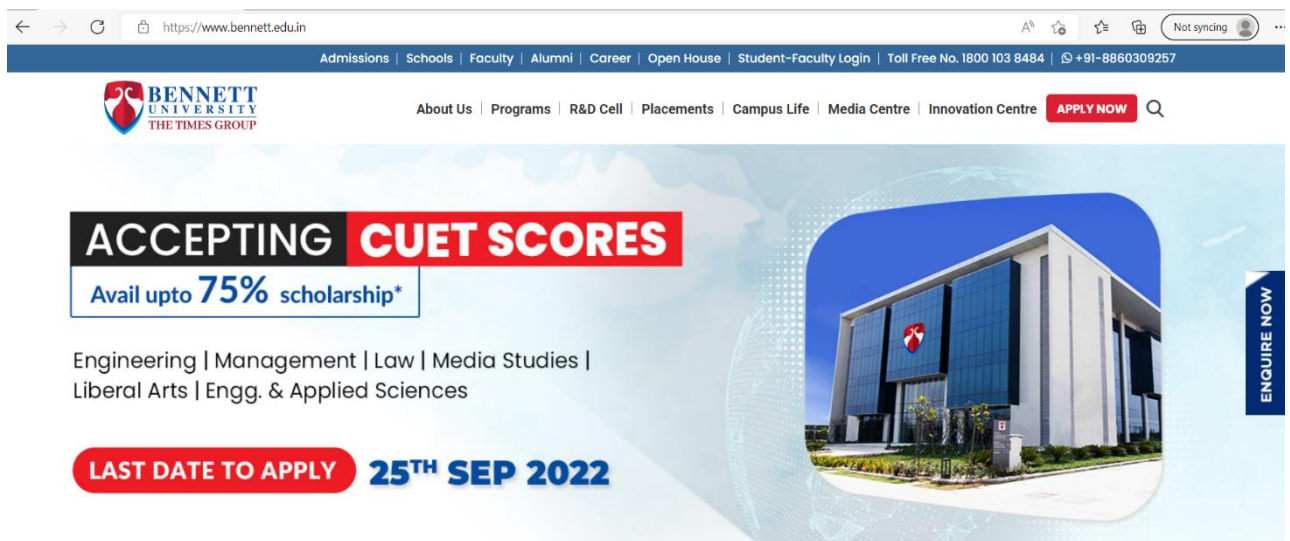 https://www.bennett.edu.in
Not syncing
Admissions | Schools | Faculty | Alumni | Career | Open House | Student-Faculty Login | Toll Free No. 1800 103 8484 | +91-8860309257
BENNETT
UNIVERSITY
THE TIMES GROUP
About Us | Programs | R&D Cell | Placements | Campus Life | Media Centre | Innovation Centre APPLY NOW
ACCEPTING CUET SCORES
Avail upto 75% scholarship*
Engineering | Management | Law | Media Studies |
Liberal Arts | Engg. & Applied Sciences
LAST DATE TO APPLY 25TH SEP 2022
ENQUIRE NOW